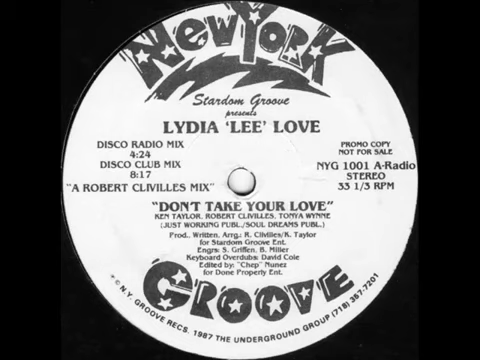 NEW YORK
Stardom Groove
presents
LYDIA 'LEE' LOVE
DISCO RADIO MIX
4:24
DISCO CLUB MIX
8:17
"A ROBERT CLIVILLES MIX"
PROMO COPY
NOT FOR SALE
NYG 1001 A-Radio
STEREO
33 1/3 RPM
"DON'T TAKE YOUR LOVE"
KEN TAYLOR, ROBERT CLIVILLES, TONYA WYNNE
(JUST WORKING PUBL./SOUL DREAMS PUBL.)
Prod., Written, Arrg.: R. Clivilles/K. Taylor
for Stardom Groove Ent.
Engrs: S. Griffen, B. Miller
Keyboard Overdubs: David Cole
Edited by: "Chep" Nunez
for Done Properly Ent.
GROOVE
℗ © N.Y. GROOVE RECS. 1987 THE UNDERGROUND GROUP (718) 357-7201